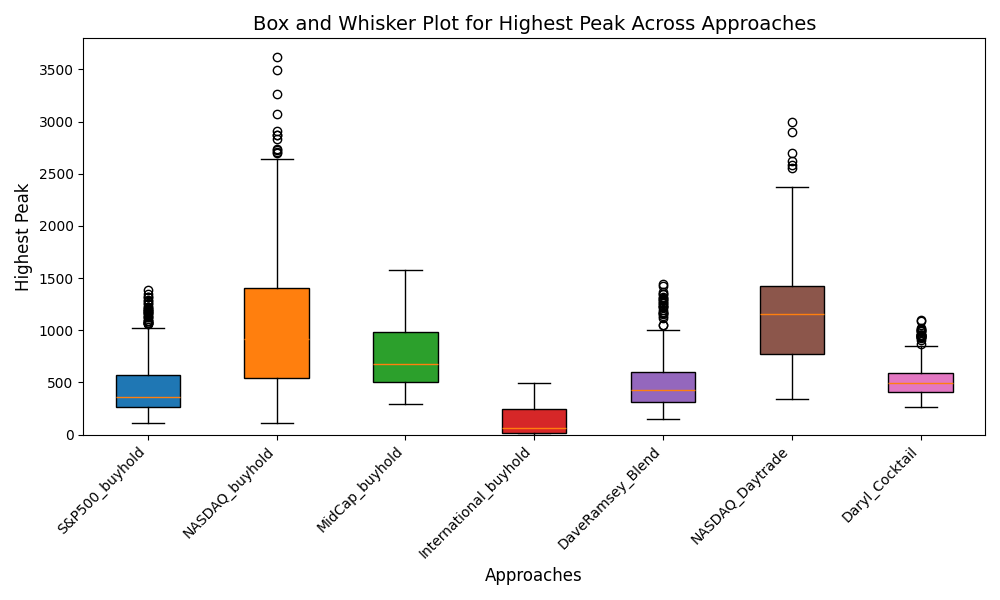 Box and Whisker Plot for Highest Peak Across Approaches
Highest Peak
3500
3000
2500
2000
1500
1000
500
0
S&P500_buyhold
NASDAQ_buyhold
MidCap_buyhold
International_buyhold
DaveRamsey_Blend
NASDAQ_Daytrade
Daryl_Cocktail
Approaches